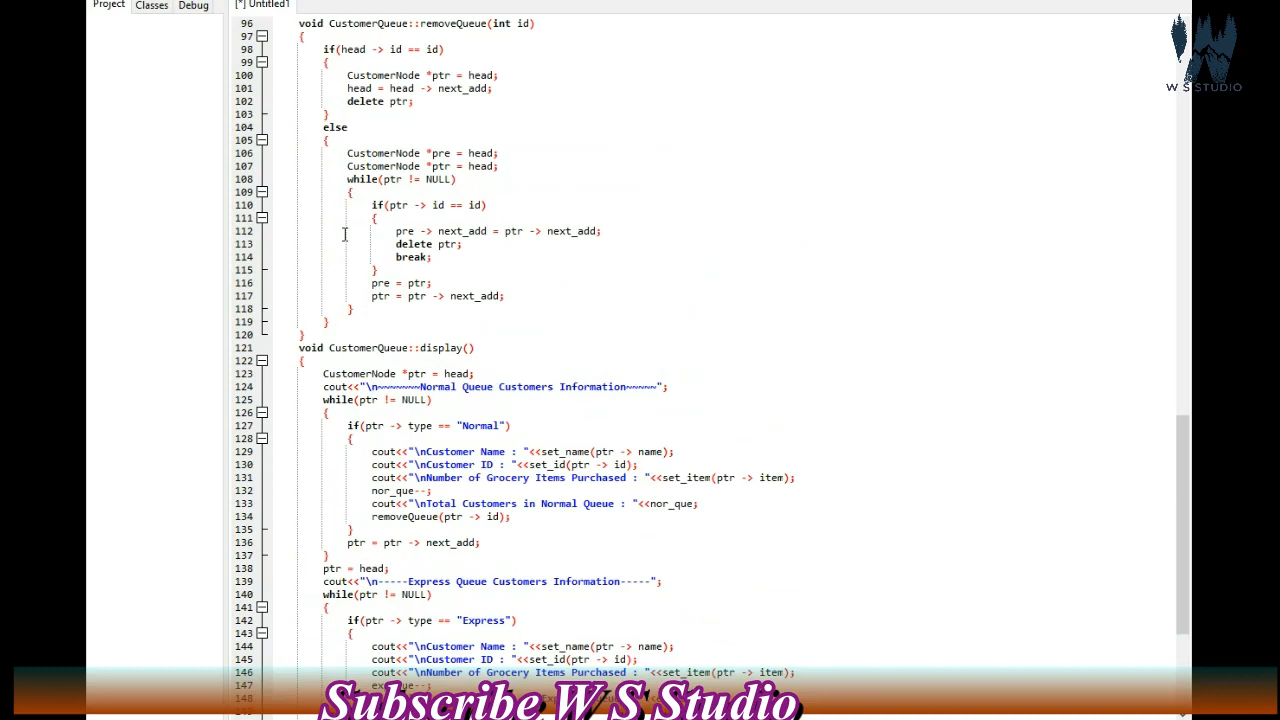 Project Classes Debug [*] Untitled1
96 void CustomerQueue::removeQueue(int id)
97 {
98 if(head -> id == id)
99 {
100 CustomerNode *ptr = head;
101 head = head -> next_add;
102 delete ptr;
103 }
104 else
105 {
106 CustomerNode *pre = head;
107 CustomerNode *ptr = head;
108 while(ptr != NULL)
109 {
110 if(ptr -> id == id)
111 {
112 pre -> next_add = ptr -> next_add;
113 delete ptr;
114 break;
115 }
116 pre = ptr;
117 ptr = ptr -> next_add;
118 }
119 }
120 }
121 void CustomerQueue::display()
122 {
123 CustomerNode *ptr = head;
124 cout<<"\n~~~~~~~Normal Queue Customers Information~~~~~";
125 while(ptr != NULL)
126 {
127 if(ptr -> type == "Normal")
128 {
129 cout<<"\nCustomer Name : "<<set_name(ptr -> name);
130 cout<<"\nCustomer ID : "<<set_id(ptr -> id);
131 cout<<"\nNumber of Grocery Items Purchased : "<<set_item(ptr -> item);
132 nor_que--;
133 cout<<"\nTotal Customers in Normal Queue : "<<nor_que;
134 removeQueue(ptr -> id);
135 }
136 ptr = ptr -> next_add;
137 }
138 ptr = head;
139 cout<<"\n-----Express Queue Customers Information-----";
140 while(ptr != NULL)
141 {
142 if(ptr -> type == "Express")
143 {
144 cout<<"\nCustomer Name : "<<set_name(ptr -> name);
145 cout<<"\nCustomer ID : "<<set_id(ptr -> id);
146 cout<<"\nNumber of Grocery Items Purchased : "<<set_item(ptr -> item);
147
148
W S STUDIO
Subscribe W S Studio